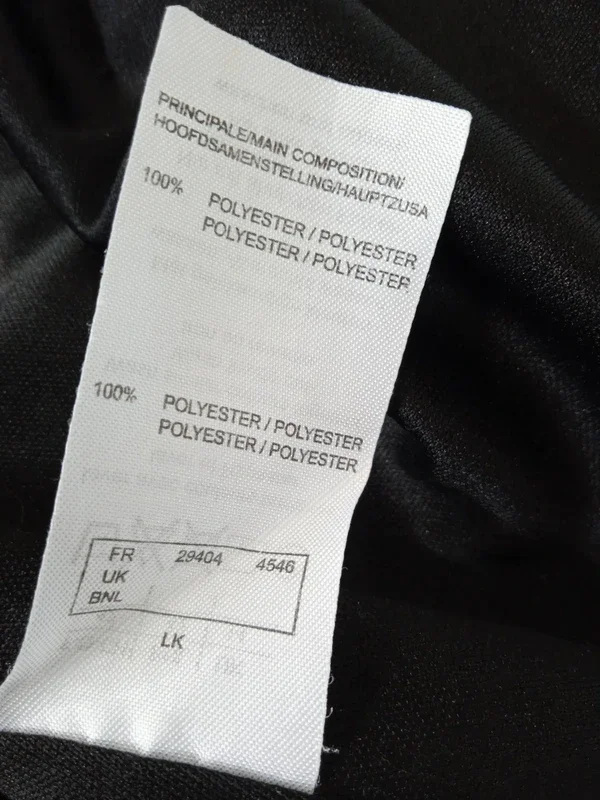 PRINCIPALE/MAIN COMPOSITION/
HOOFDSAMENSTELLING/HAUPTZUSA
100% POLYESTER / POLYESTER
POLYESTER / POLYESTER
100% POLYESTER / POLYESTER
POLYESTER / POLYESTER
FR 29404 4546
UK
BNL
LK